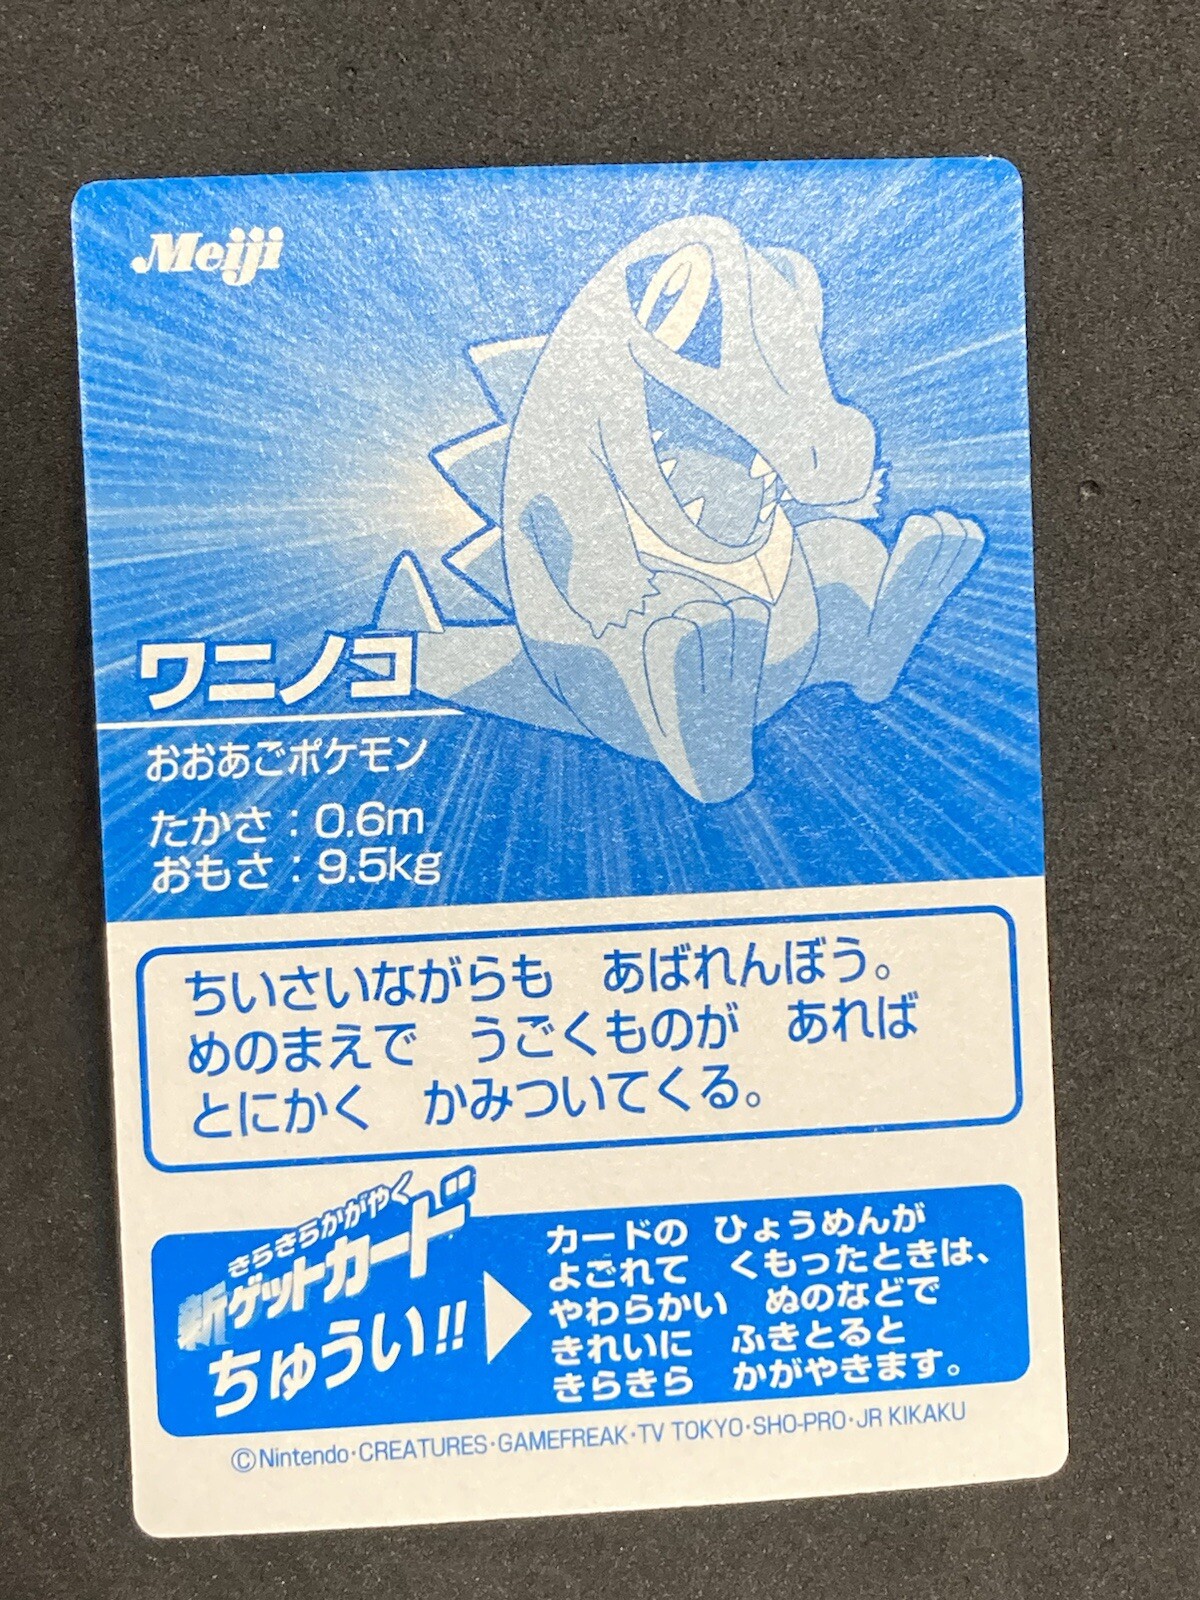 Meiji
ワニノコ
おおあごポケモン
たかさ：0.6m
おもさ：9.5kg
ちいさいながらも　あばれんぼう。
めのまえで　うごくものが　あれば
とにかく　かみついてくる。
きらきらかがやく
新ゲットカード
ちゅうい!!
カードの　ひょうめんが
よごれて　くもったときは、
やわらかい　ぬのなどで
きれいに　ふきとると
きらきら　かがやきます。
©Nintendo·CREATURES·GAMEFREAK·TV TOKYO·SHO-PRO·JR KIKAKU